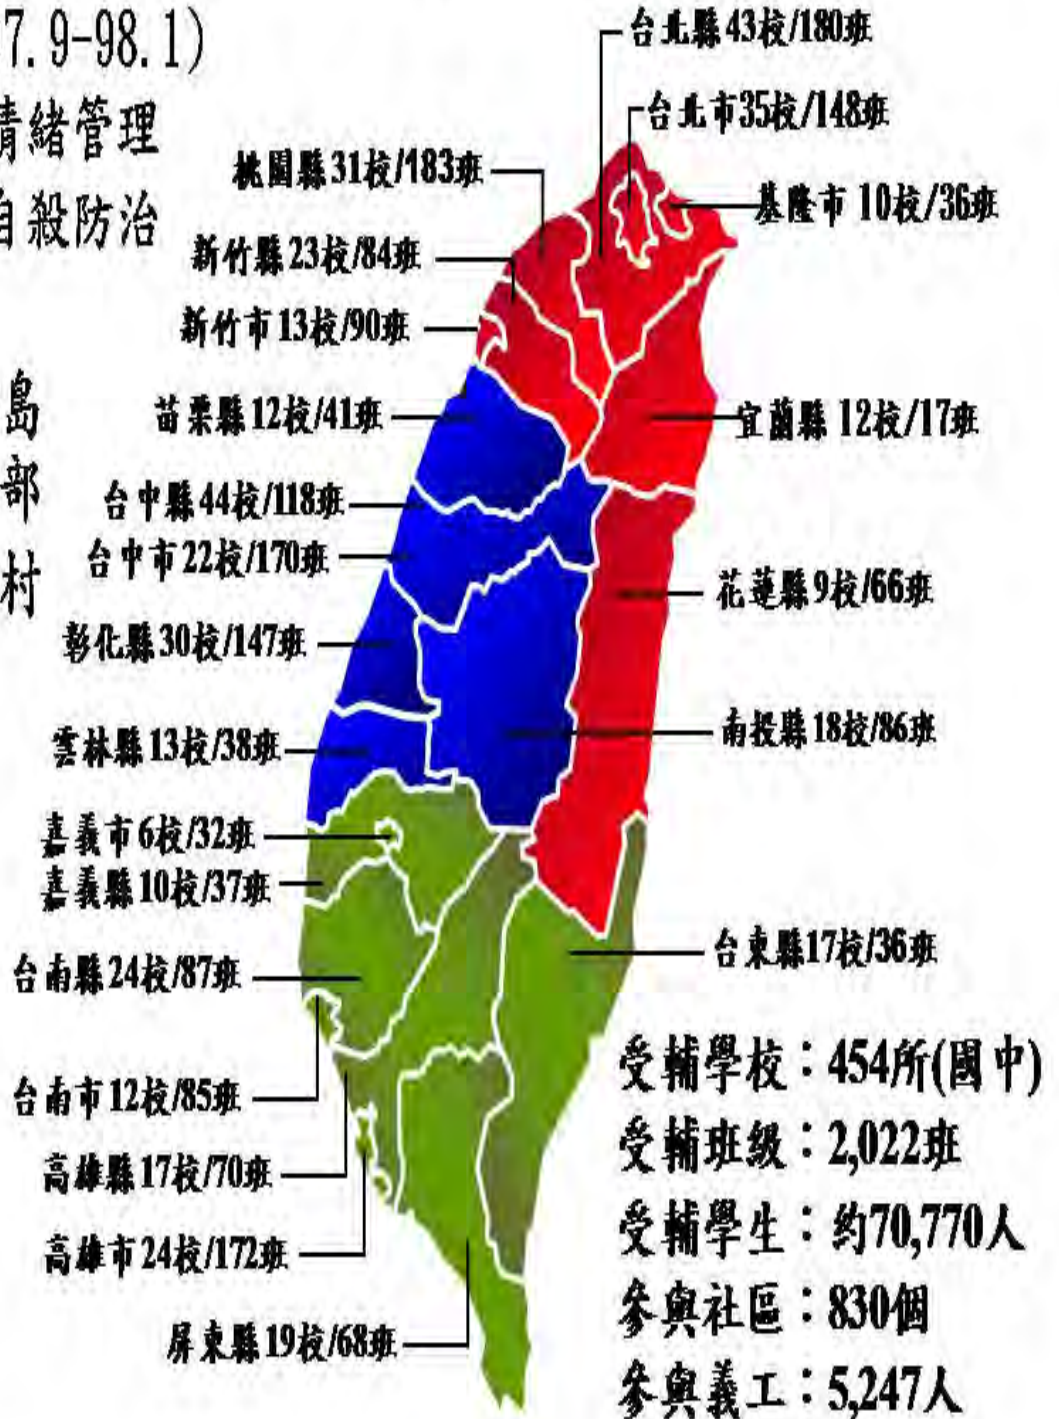 7.9-98.1)
情緒管理
自殺防治
島
部
村
台北縣43校/180班
台北市35校/148班
桃園縣31校/183班
基隆市 10校/36班
新竹縣23校/84班
新竹市13校/90班
苗栗縣12校/41班
宜蘭縣 12校/17班
台中縣44校/118班
台中市22校/170班
花蓮縣9校/66班
彰化縣30校/147班
南投縣18校/86班
雲林縣13校/38班
嘉義市6校/32班
嘉義縣10校/37班
台東縣17校/36班
台南縣24校/87班
台南市12校/85班
高雄縣17校/70班
高雄市24校/172班
屏東縣19校/68班
受輔學校：454所(國中)
受輔班級：2,022班
受輔學生：約70,770人
參與社區：830個
參與義工：5,247人